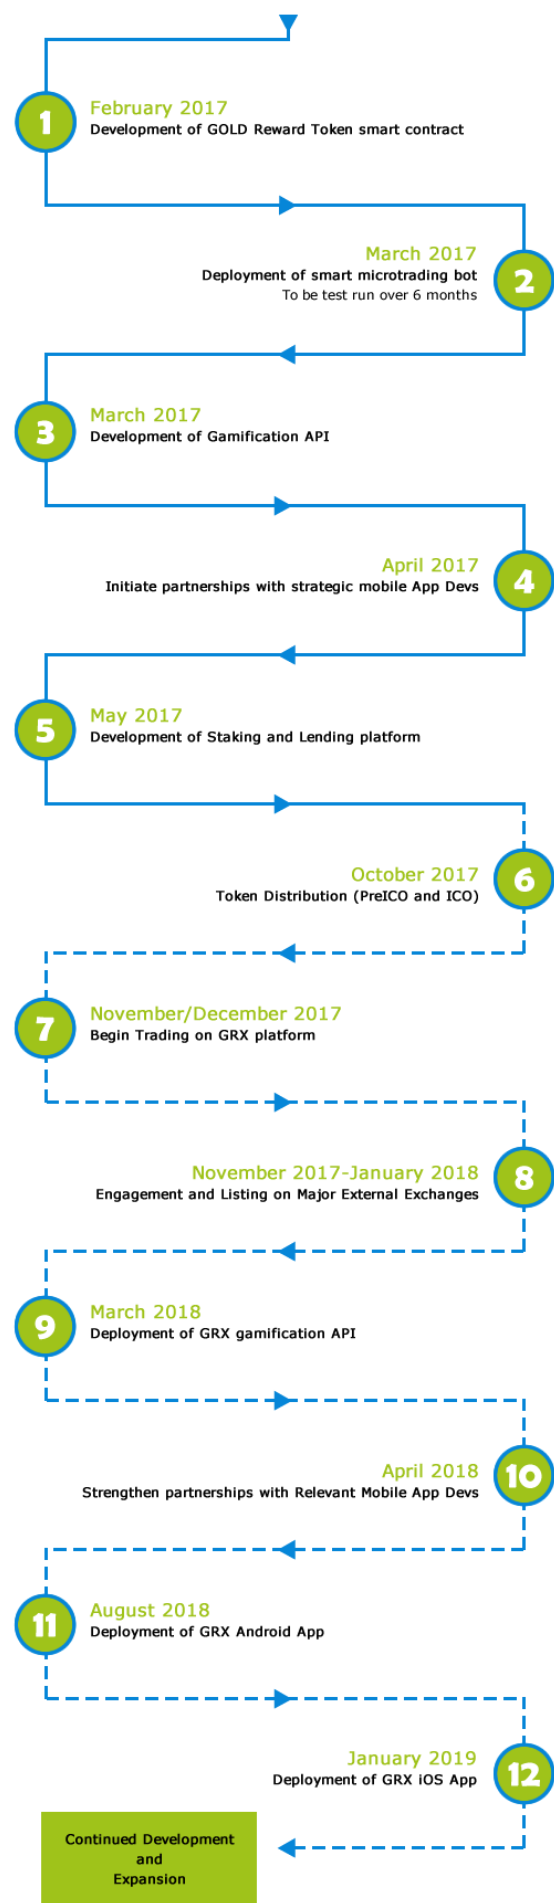 1
February 2017
Development of GOLD Reward Token smart contract
March 2017
Deployment of smart microtrading bot
To be test run over 6 months
2
3
March 2017
Development of Gamification API
April 2017
Initiate partnerships with strategic mobile App Devs
4
5
May 2017
Development of Staking and Lending platform
October 2017
Token Distribution (PreICO and ICO)
6
7
November/December 2017
Begin Trading on GRX platform
November 2017-January 2018
Engagement and Listing on Major External Exchanges
8
9
March 2018
Deployment of GRX gamification API
April 2018
Strengthen partnerships with Relevant Mobile App Devs
10
11
August 2018
Deployment of GRX Android App
January 2019
Deployment of GRX iOS App
12
Continued Development
and
Expansion